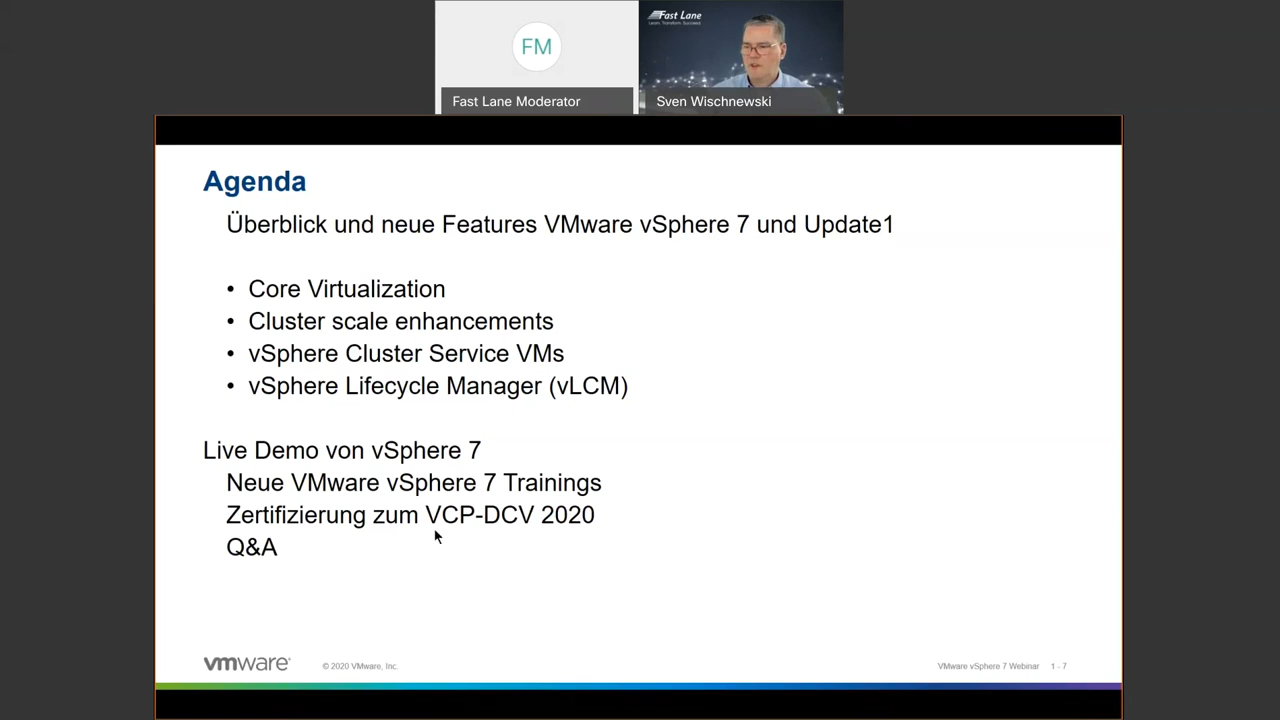 FM
Fast Lane Moderator
Fast Lane
Sven Wischnewski
Agenda
Überblick und neue Features VMware vSphere 7 und Update1
• Core Virtualization
• Cluster scale enhancements
• vSphere Cluster Service VMs
• vSphere Lifecycle Manager (vLCM)
Live Demo von vSphere 7
Neue VMware vSphere 7 Trainings
Zertifizierung zum VCP-DCV 2020
Q&A
vmware®
© 2020 VMware, Inc.
VMware vSphere 7 Webinar 1 - 7